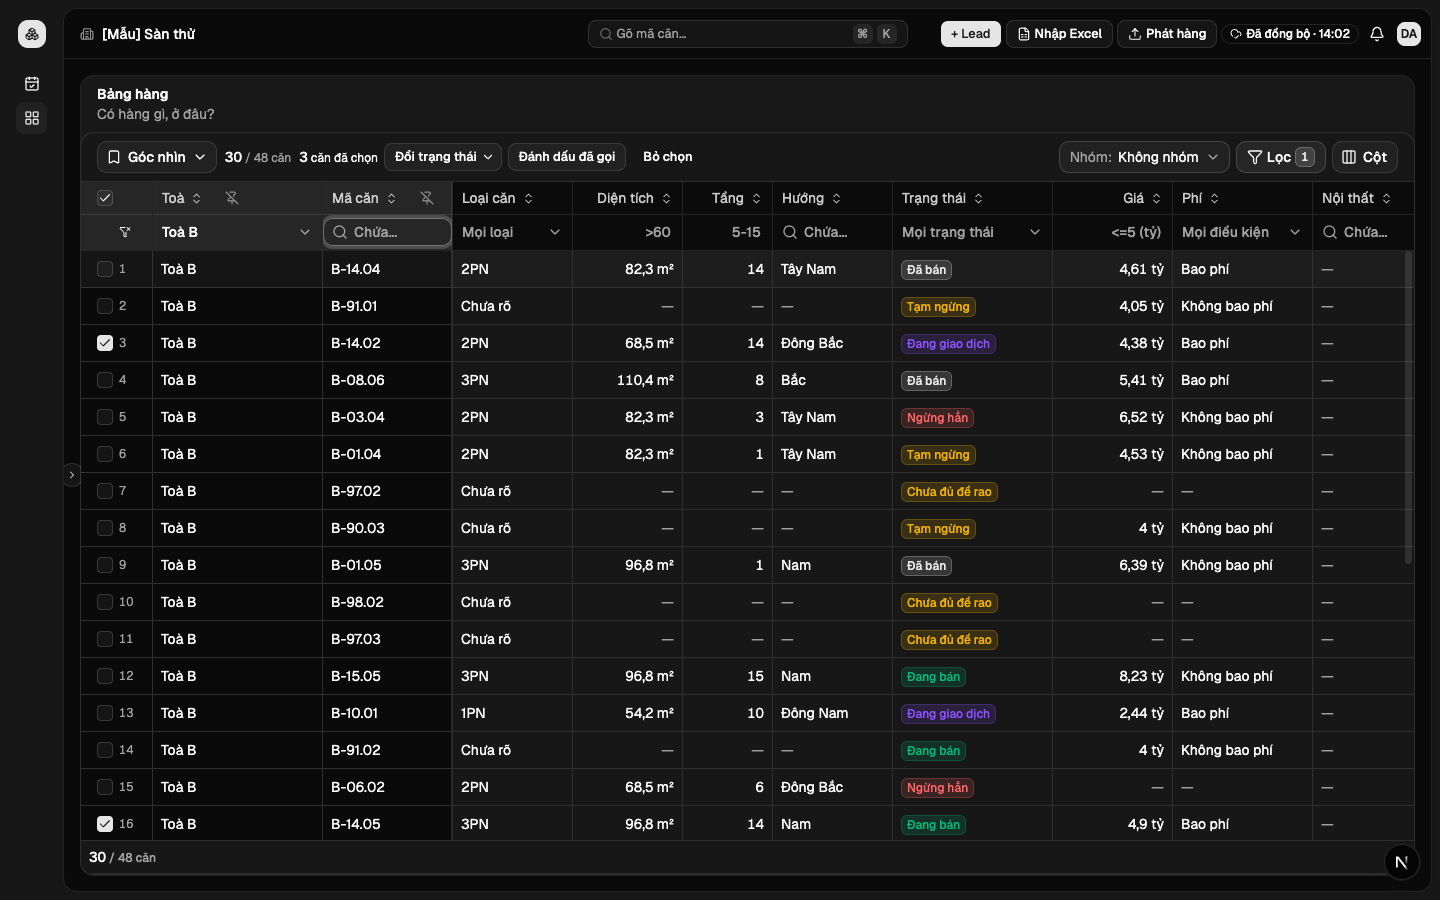 [Mẫu] Sàn thử
Gõ mã căn...
⌘ K
+ Lead
Nhập Excel
Phát hàng
Đã đồng bộ · 14:02
DA
Bảng hàng
Có hàng gì, ở đâu?
Góc nhìn 30 / 48 căn 3 căn đã chọn Đổi trạng thái Đánh dấu đã gọi Bỏ chọn Nhóm: Không nhóm Lọc 1 Cột
Toà Mã căn Loại căn Diện tích Tầng Hướng Trạng thái Giá Phí Nội thất
Toà B Chứa... Mọi loại >60 5-15 Chứa... Mọi trạng thái <=5 (tỷ) Mọi điều kiện Chứa...
1 Toà B B-14.04 2PN 82,3 m² 14 Tây Nam Đã bán 4,61 tỷ Bao phí —
2 Toà B B-91.01 Chưa rõ — — — Tạm ngừng 4,05 tỷ Không bao phí —
3 Toà B B-14.02 2PN 68,5 m² 14 Đông Bắc Đang giao dịch 4,38 tỷ Bao phí —
4 Toà B B-08.06 3PN 110,4 m² 8 Bắc Đã bán 5,41 tỷ Bao phí —
5 Toà B B-03.04 2PN 82,3 m² 3 Tây Nam Ngừng hẳn 6,52 tỷ Không bao phí —
6 Toà B B-01.04 2PN 82,3 m² 1 Tây Nam Tạm ngừng 4,53 tỷ Không bao phí —
7 Toà B B-97.02 Chưa rõ — — — Chưa đủ để rao — — —
8 Toà B B-90.03 Chưa rõ — — — Tạm ngừng 4 tỷ Không bao phí —
9 Toà B B-01.05 3PN 96,8 m² 1 Nam Đã bán 6,39 tỷ Không bao phí —
10 Toà B B-98.02 Chưa rõ — — — Chưa đủ để rao — — —
11 Toà B B-97.03 Chưa rõ — — — Chưa đủ để rao — — —
12 Toà B B-15.05 3PN 96,8 m² 15 Nam Đang bán 8,23 tỷ Không bao phí —
13 Toà B B-10.01 1PN 54,2 m² 10 Đông Nam Đang giao dịch 2,44 tỷ Bao phí —
14 Toà B B-91.02 Chưa rõ — — — Đang bán 4 tỷ Không bao phí —
15 Toà B B-06.02 2PN 68,5 m² 6 Đông Bắc Ngừng hẳn — — —
16 Toà B B-14.05 3PN 96,8 m² 14 Nam Đang bán 4,9 tỷ Bao phí —
30 / 48 căn
N